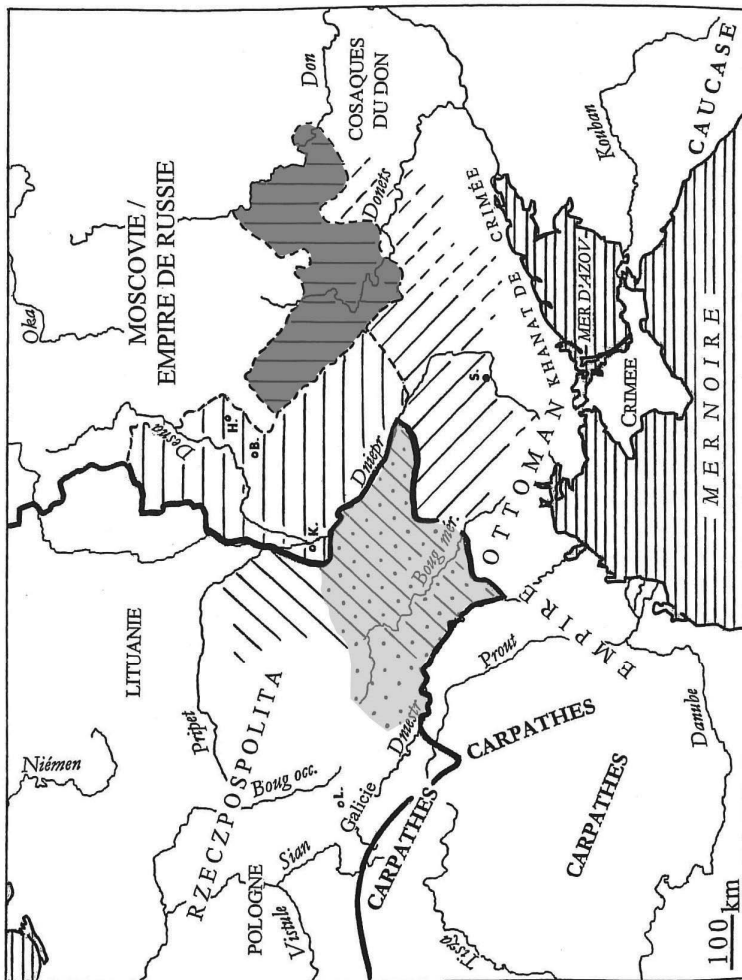 Oka
MOSCOVIE /
EMPIRE DE RUSSIE
Don
COSAQUES
DU DON
Donets
Desna
H.
B.
K.
Dniepr
S.
LITUANIE
Niémen
Pripet
RZECZPOSPOLITA
Boug occ.
POLOGNE
Vistule
Sian
L.
Galicie
Dniestr
Boug mér.
Prout
EMPIRE OTTOMAN
KHANAT DE CRIMÉE
MER D'AZOV
CRIMEE
Kouban
CAUCASE
MER NOIRE
CARPATHES
CARPATHES
CARPATHES
Danube
Tisza
100 km